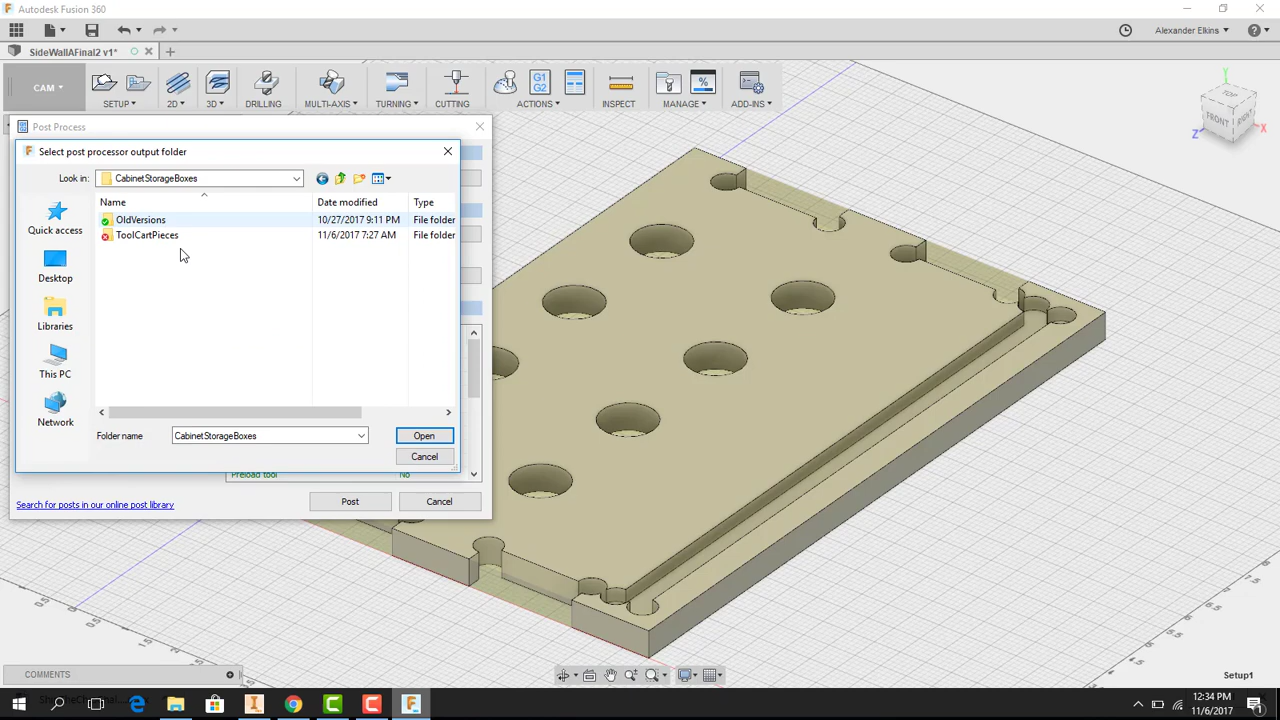 Autodesk Fusion 360
Alexander Elkins
SideWallAFinal2 v1*
CAM
SETUP
2D
3D
DRILLING
MULTI-AXIS
TURNING
CUTTING
G1
G2
ACTIONS
INSPECT
MANAGE
ADD-INS
Post Process
Select post processor output folder
Look in:
CabinetStorageBoxes
Name
Date modified
Type
OldVersions
10/27/2017 9:11 PM
File folder
ToolCartPieces
11/6/2017 7:27 AM
File folder
Quick access
Desktop
Libraries
This PC
Network
Folder name
CabinetStorageBoxes
Open
Cancel
Preload tool
No
Search for posts in our online post library
Post
Cancel
TOP
FRONT
RIGHT
Y
Z
X
COMMENTS
Setup1
12:34 PM
11/6/2017